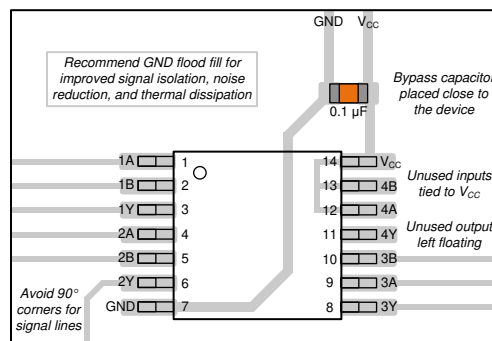 GND VCC
Recommend GND flood fill for
improved signal isolation, noise
reduction, and thermal dissipation
Bypass capacitor
placed close to
the device
0.1 µF
1A 1 14 VCC
1B 2 13 4B
1Y 3 12 4A
2A 4 11 4Y
2B 5 10 3B
2Y 6 9 3A
GND 7 8 3Y
Unused inputs
tied to VCC
Unused output
left floating
Avoid 90°
corners for
signal lines